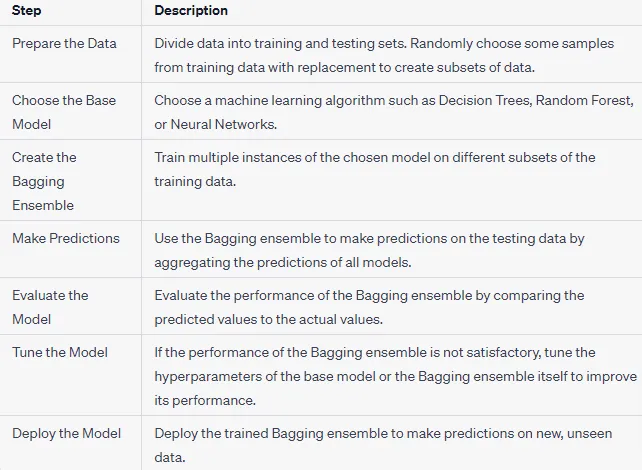 Step Description
Prepare the Data Divide data into training and testing sets. Randomly choose some samples
from training data with replacement to create subsets of data.
Choose the Base Choose a machine learning algorithm such as Decision Trees, Random Forest,
Model or Neural Networks.
Create the Train multiple instances of the chosen model on different subsets of the
Bagging training data.
Ensemble
Make Predictions Use the Bagging ensemble to make predictions on the testing data by
aggregating the predictions of all models.
Evaluate the Evaluate the performance of the Bagging ensemble by comparing the
Model predicted values to the actual values.
Tune the Model If the performance of the Bagging ensemble is not satisfactory, tune the
hyperparameters of the base model or the Bagging ensemble itself to improve
its performance.
Deploy the Model Deploy the trained Bagging ensemble to make predictions on new, unseen
data.